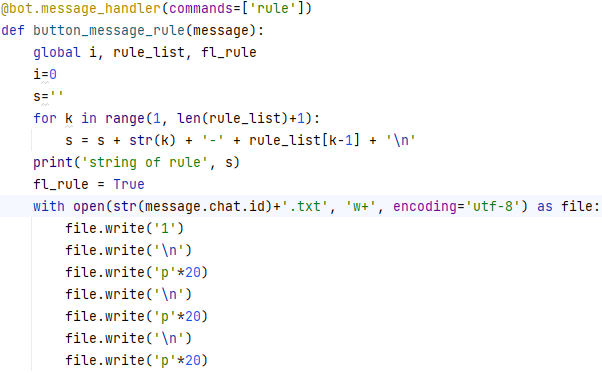 @bot.message_handler(commands=['rule'])
def button_message_rule(message):
    global i, rule_list, fl_rule
    i=0
    s=''
    for k in range(1, len(rule_list)+1):
        s = s + str(k) + '-' + rule_list[k-1] + '\n'
    print('string of rule', s)
    fl_rule = True
    with open(str(message.chat.id)+'.txt', 'w+', encoding='utf-8') as file:
        file.write('1')
        file.write('\n')
        file.write('p'*20)
        file.write('\n')
        file.write('p'*20)
        file.write('\n')
        file.write('p'*20)